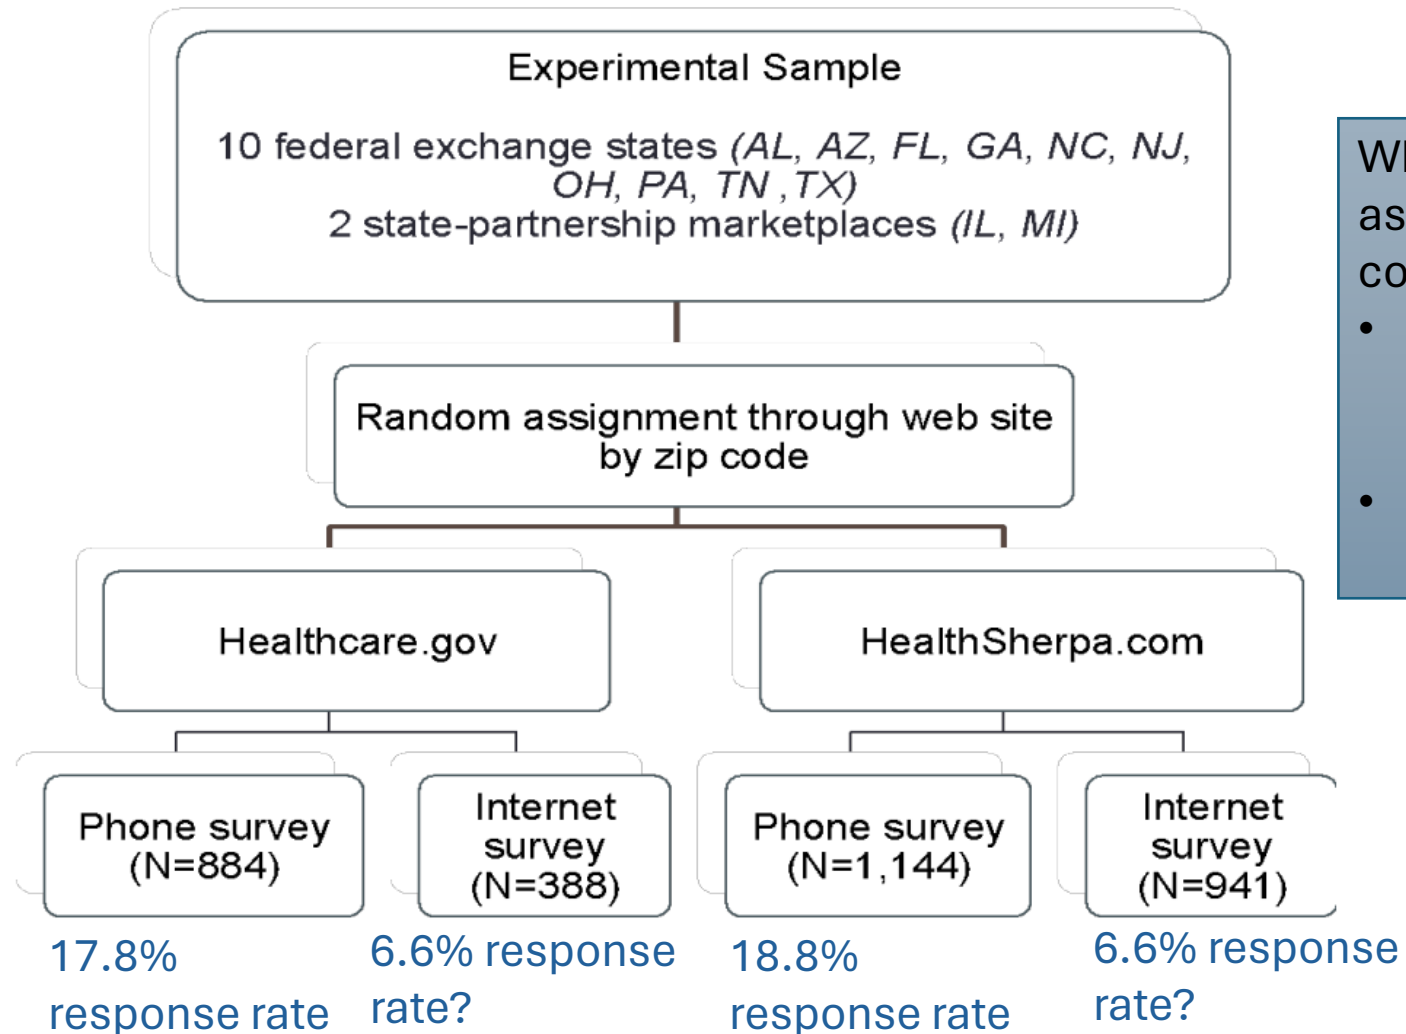 Experimental Sample
10 federal exchange states (AL, AZ, FL, GA, NC, NJ,
OH, PA, TN ,TX)
2 state-partnership marketplaces (IL, MI)
Random assignment through web site
by zip code
Healthcare.gov
HealthSherpa.com
Phone survey
(N=884)
Internet
survey
(N=388)
Phone survey
(N=1,144)
Internet
survey
(N=941)
17.8%
response rate
6.6% response
rate?
18.8%
response rate
6.6% response
rate?
as
co
•
•